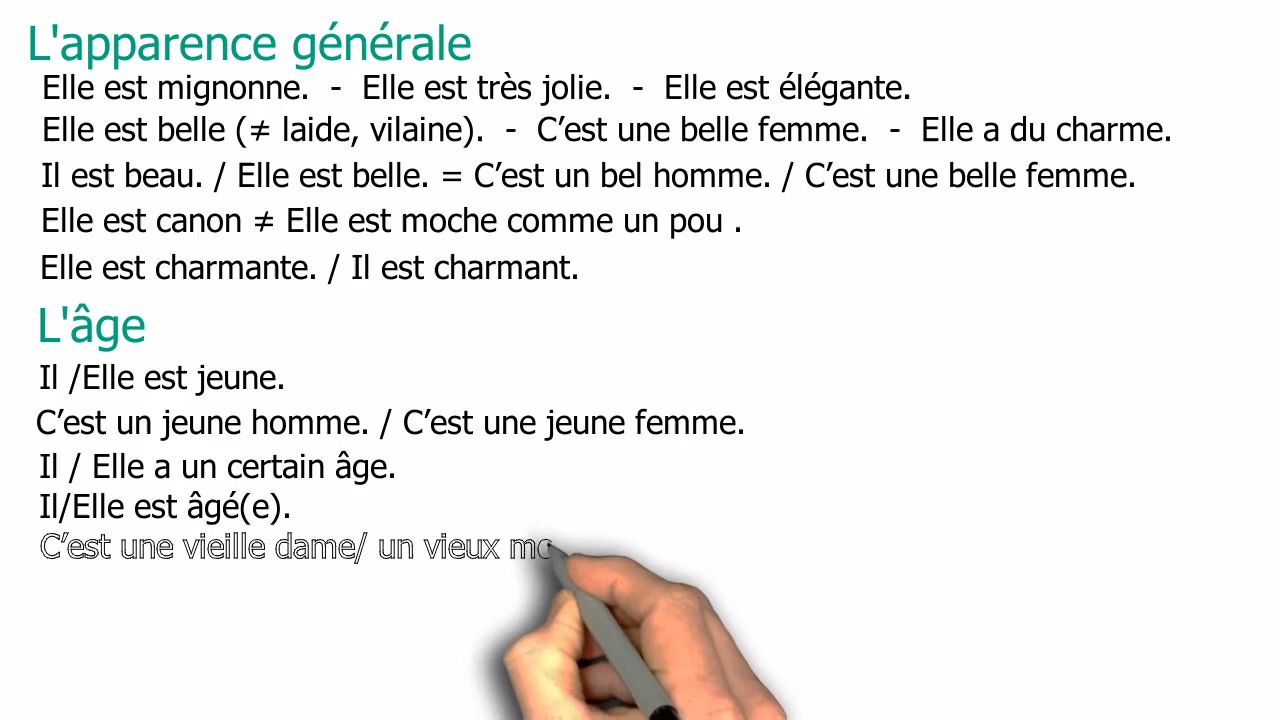 L'apparence générale
Elle est mignonne. - Elle est très jolie. - Elle est élégante.
Elle est belle (≠ laide, vilaine). - C’est une belle femme. - Elle a du charme.
Il est beau. / Elle est belle. = C’est un bel homme. / C’est une belle femme.
Elle est canon ≠ Elle est moche comme un pou .
Elle est charmante. / Il est charmant.
L'âge
Il /Elle est jeune.
C’est un jeune homme. / C’est une jeune femme.
Il / Elle a un certain âge.
Il/Elle est âgé(e).
C’est une vieille dame/ un vieux